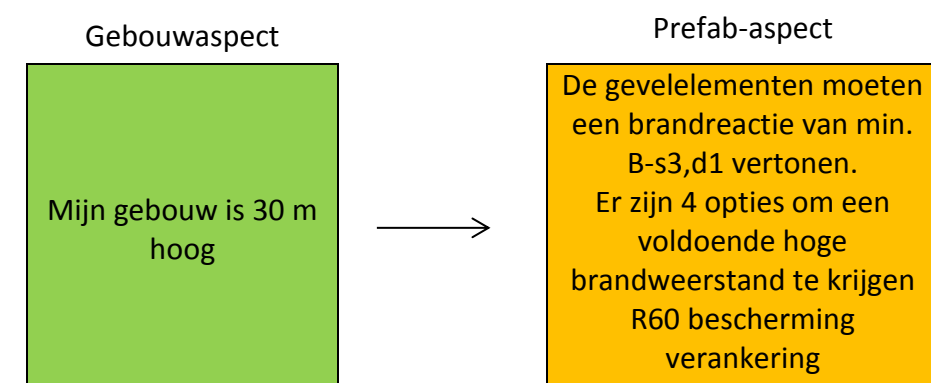 Gebouwaspect
Prefab-aspect
Mijn gebouw is 30 m
hoog
De gevelelementen moeten
een brandreactie van min.
B-s3,d1 vertonen.
Er zijn 4 opties om een
voldoende hoge
brandweerstand te krijgen
R60 bescherming
verankering